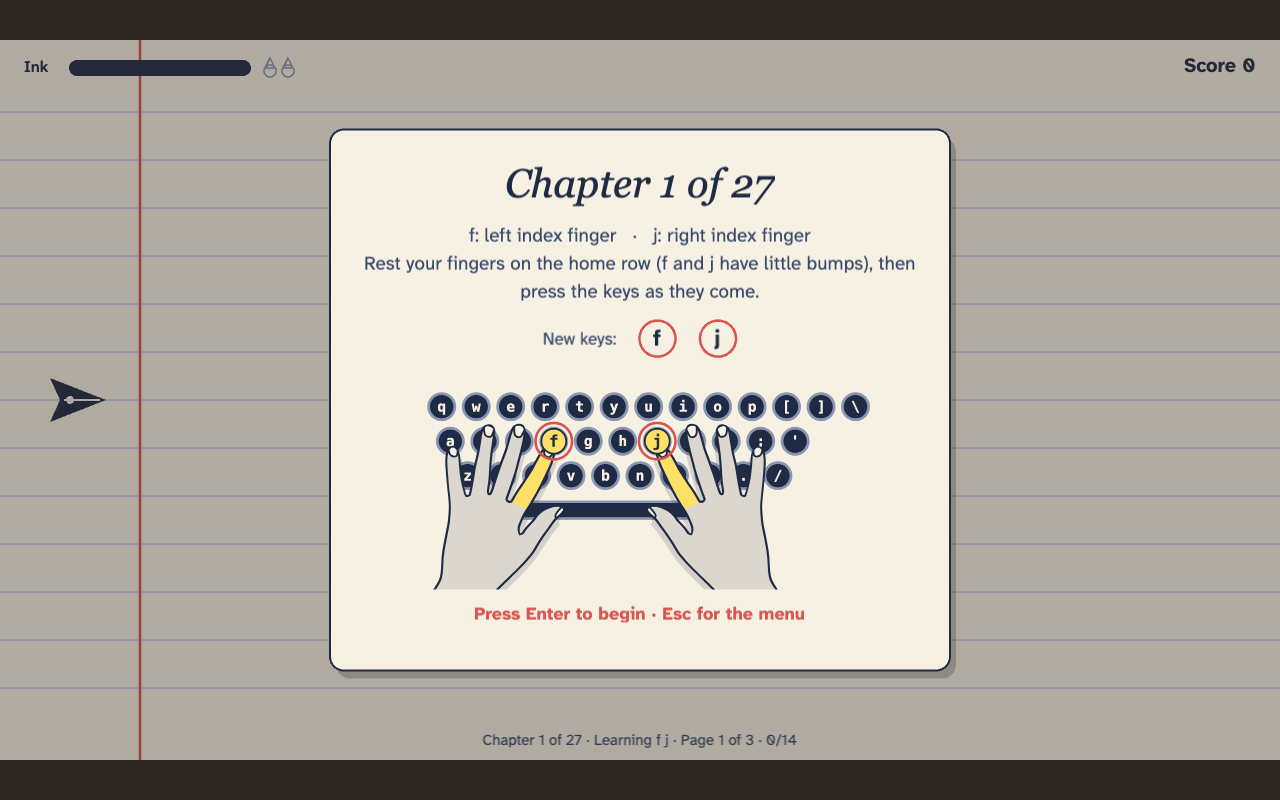 Ink
Score 0
Chapter 1 of 27
f: left index finger · j: right index finger
Rest your fingers on the home row (f and j have little bumps), then
press the keys as they come.
New keys: f j
q w e r t y u i o p [ ] \
a f g h j ; '
z v b n . /
Press Enter to begin · Esc for the menu
Chapter 1 of 27 · Learning f j · Page 1 of 3 · 0/14